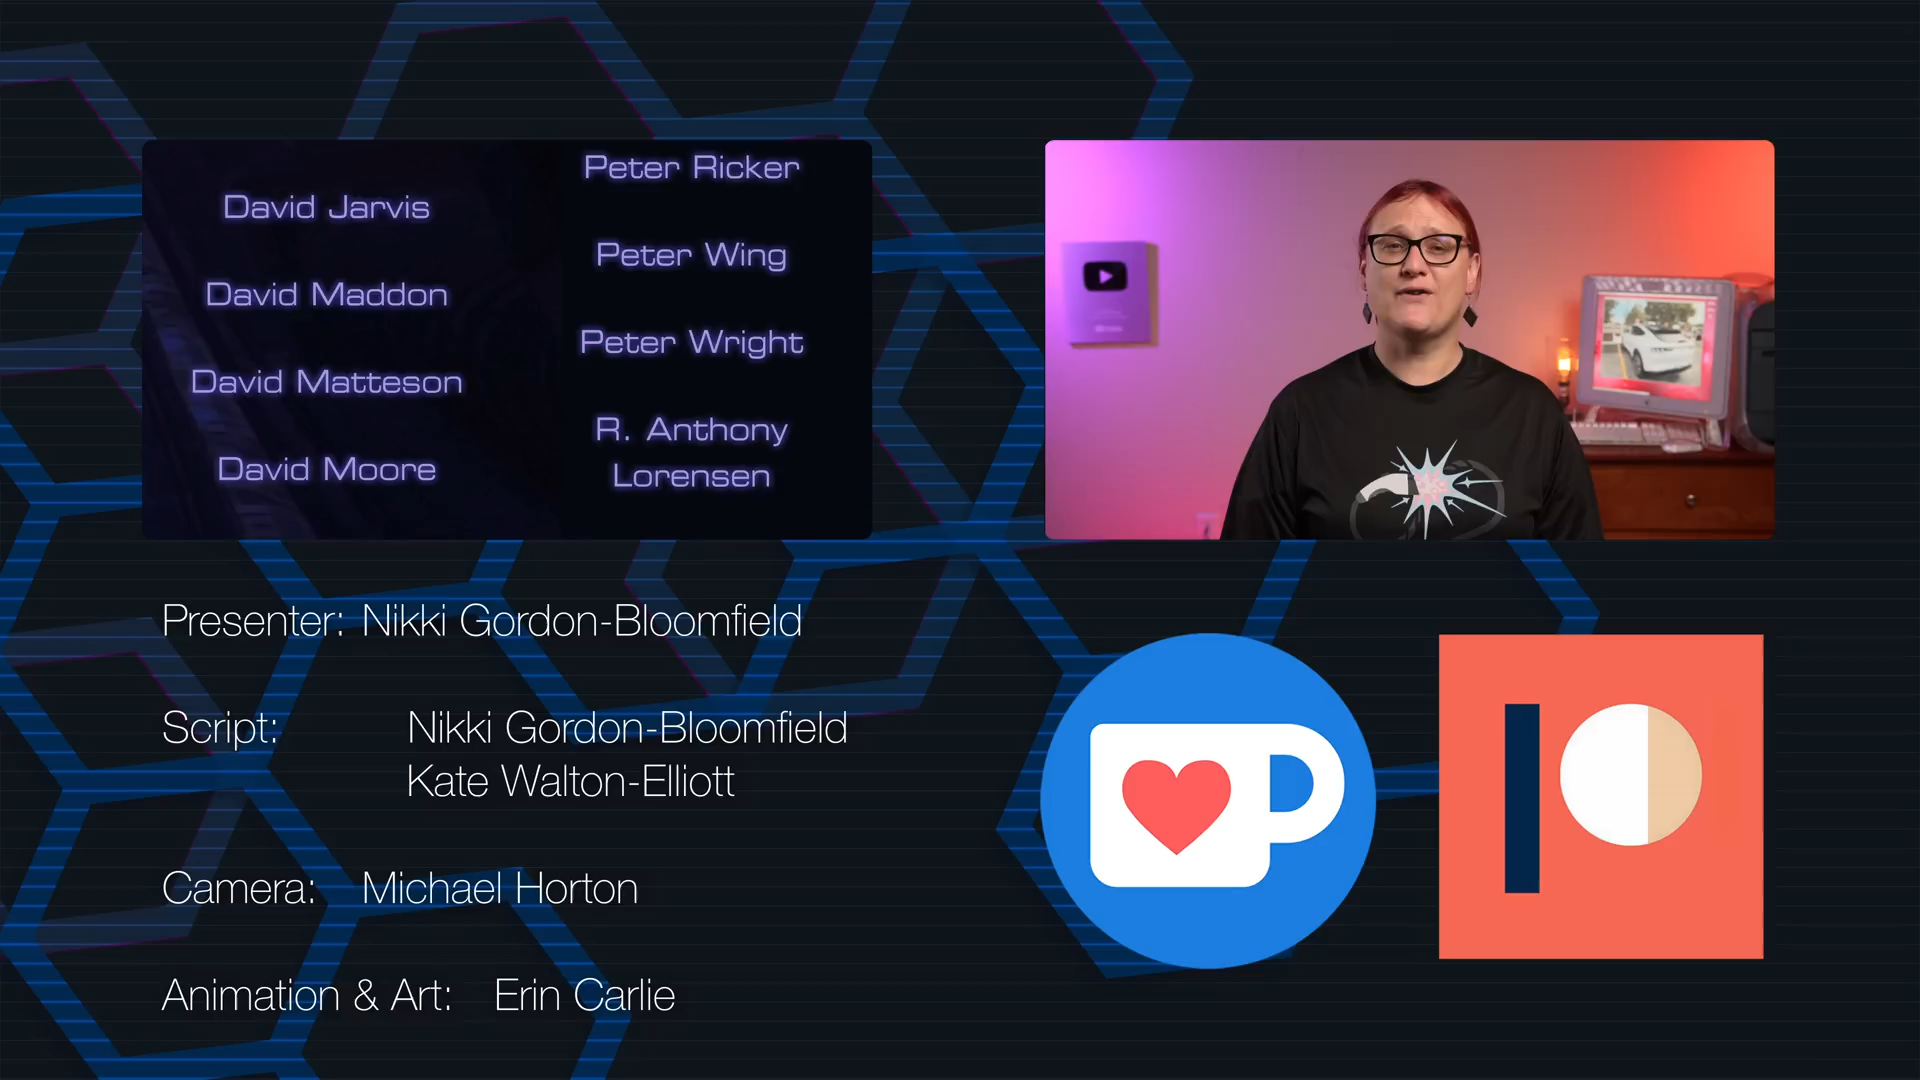 David Jarvis
David Maddon
David Matteson
David Moore
Peter Ricker
Peter Wing
Peter Wright
R. Anthony
Lorensen
Presenter: Nikki Gordon-Bloomfield
Script: Nikki Gordon-Bloomfield
Kate Walton-Elliott
Camera: Michael Horton
Animation & Art: Erin Carlie